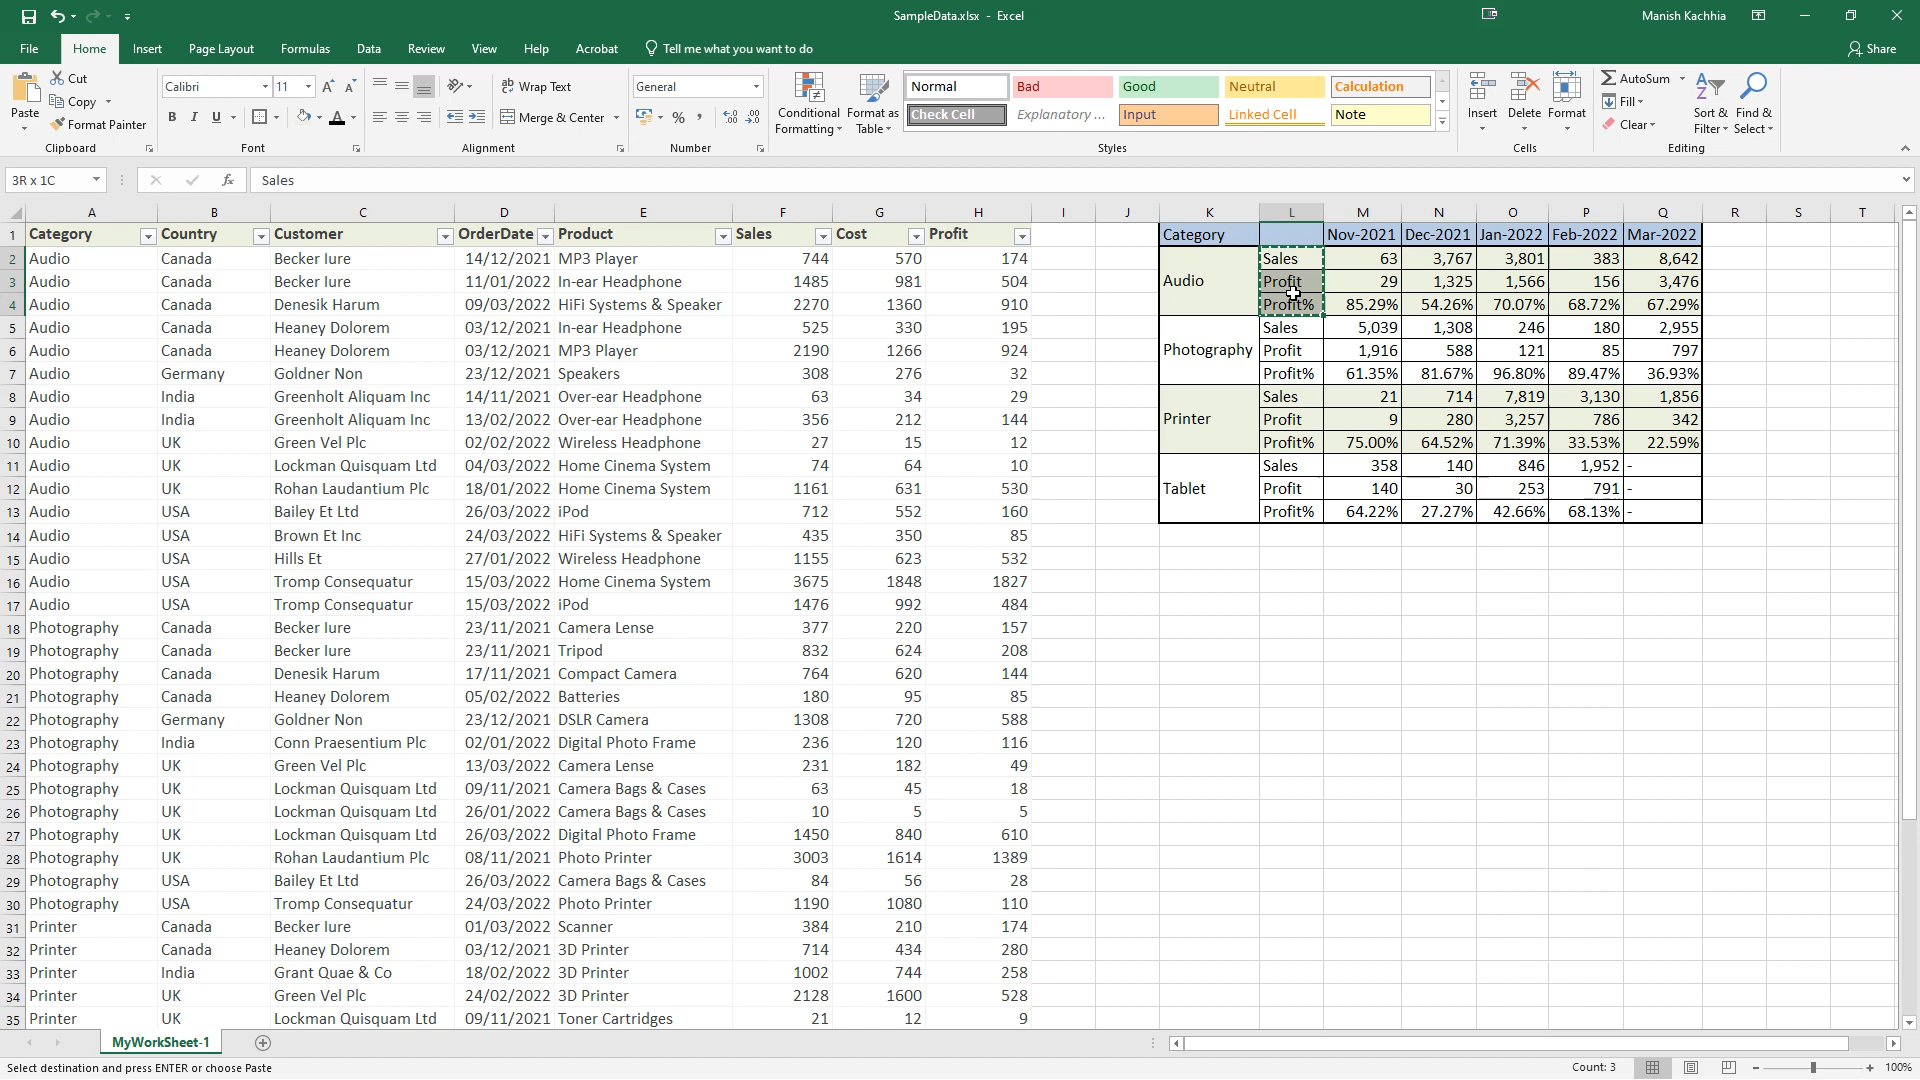 SampleData.xlsx - Excel
Manish Kachhia
File Home Insert Page Layout Formulas Data Review View Help Acrobat Tell me what you want to do Share
Paste
Cut
Copy
Format Painter
Clipboard
Calibri 11
B I U
Font
Wrap Text
Merge & Center
Alignment
General
%
Number
Conditional Formatting
Format as Table
Normal Bad Good Neutral Calculation
Check Cell Explanatory ... Input Linked Cell Note
Styles
Insert Delete Format
Cells
AutoSum
Fill
Clear
Sort & Filter
Find & Select
Editing
3R x 1C fx Sales
A B C D E F G H I J K L M N O P Q R S T
1 Category Country Customer OrderDate Product Sales Cost Profit Category Nov-2021 Dec-2021 Jan-2022 Feb-2022 Mar-2022
2 Audio Canada Becker Iure 14/12/2021 MP3 Player 744 570 174 Sales 63 3,767 3,801 383 8,642
3 Audio Canada Becker Iure 11/01/2022 In-ear Headphone 1485 981 504 Audio Profit 29 1,325 1,566 156 3,476
4 Audio Canada Denesik Harum 09/03/2022 HiFi Systems & Speaker 2270 1360 910 Profit% 85.29% 54.26% 70.07% 68.72% 67.29%
5 Audio Canada Heaney Dolorem 03/12/2021 In-ear Headphone 525 330 195 Sales 5,039 1,308 246 180 2,955
6 Audio Canada Heaney Dolorem 03/12/2021 MP3 Player 2190 1266 924 Photography Profit 1,916 588 121 85 797
7 Audio Germany Goldner Non 23/12/2021 Speakers 308 276 32 Profit% 61.35% 81.67% 96.80% 89.47% 36.93%
8 Audio India Greenholt Aliquam Inc 14/11/2021 Over-ear Headphone 63 34 29 Sales 21 714 7,819 3,130 1,856
9 Audio India Greenholt Aliquam Inc 13/02/2022 Over-ear Headphone 356 212 144 Printer Profit 9 280 3,257 786 342
10 Audio UK Green Vel Plc 02/02/2022 Wireless Headphone 27 15 12 Profit% 75.00% 64.52% 71.39% 33.53% 22.59%
11 Audio UK Lockman Quisquam Ltd 04/03/2022 Home Cinema System 74 64 10 Sales 358 140 846 1,952 -
12 Audio UK Rohan Laudantium Plc 18/01/2022 Home Cinema System 1161 631 530 Tablet Profit 140 30 253 791 -
13 Audio USA Bailey Et Ltd 26/03/2022 iPod 712 552 160 Profit% 64.22% 27.27% 42.66% 68.13% -
14 Audio USA Brown Et Inc 24/03/2022 HiFi Systems & Speaker 435 350 85
15 Audio USA Hills Et 27/01/2022 Wireless Headphone 1155 623 532
16 Audio USA Tromp Consequatur 15/03/2022 Home Cinema System 3675 1848 1827
17 Audio USA Tromp Consequatur 15/03/2022 iPod 1476 992 484
18 Photography Canada Becker Iure 23/11/2021 Camera Lense 377 220 157
19 Photography Canada Becker Iure 23/11/2021 Tripod 832 624 208
20 Photography Canada Denesik Harum 17/11/2021 Compact Camera 764 620 144
21 Photography Canada Heaney Dolorem 05/02/2022 Batteries 180 95 85
22 Photography Germany Goldner Non 23/12/2021 DSLR Camera 1308 720 588
23 Photography India Conn Praesentium Plc 02/01/2022 Digital Photo Frame 236 120 116
24 Photography UK Green Vel Plc 13/03/2022 Camera Lense 231 182 49
25 Photography UK Lockman Quisquam Ltd 09/11/2021 Camera Bags & Cases 63 45 18
26 Photography UK Lockman Quisquam Ltd 26/01/2022 Camera Bags & Cases 10 5 5
27 Photography UK Lockman Quisquam Ltd 26/03/2022 Digital Photo Frame 1450 840 610
28 Photography UK Rohan Laudantium Plc 08/11/2021 Photo Printer 3003 1614 1389
29 Photography USA Bailey Et Ltd 26/03/2022 Camera Bags & Cases 84 56 28
30 Photography USA Tromp Consequatur 24/03/2022 Photo Printer 1190 1080 110
31 Printer Canada Becker Iure 01/03/2022 Scanner 384 210 174
32 Printer Canada Heaney Dolorem 03/12/2021 3D Printer 714 434 280
33 Printer India Grant Quae & Co 18/02/2022 3D Printer 1002 744 258
34 Printer UK Green Vel Plc 24/02/2022 3D Printer 2128 1600 528
35 Printer UK Lockman Quisquam Ltd 09/11/2021 Toner Cartridges 21 12 9
MyWorkSheet-1
Select destination and press ENTER or choose Paste Count: 3 100%